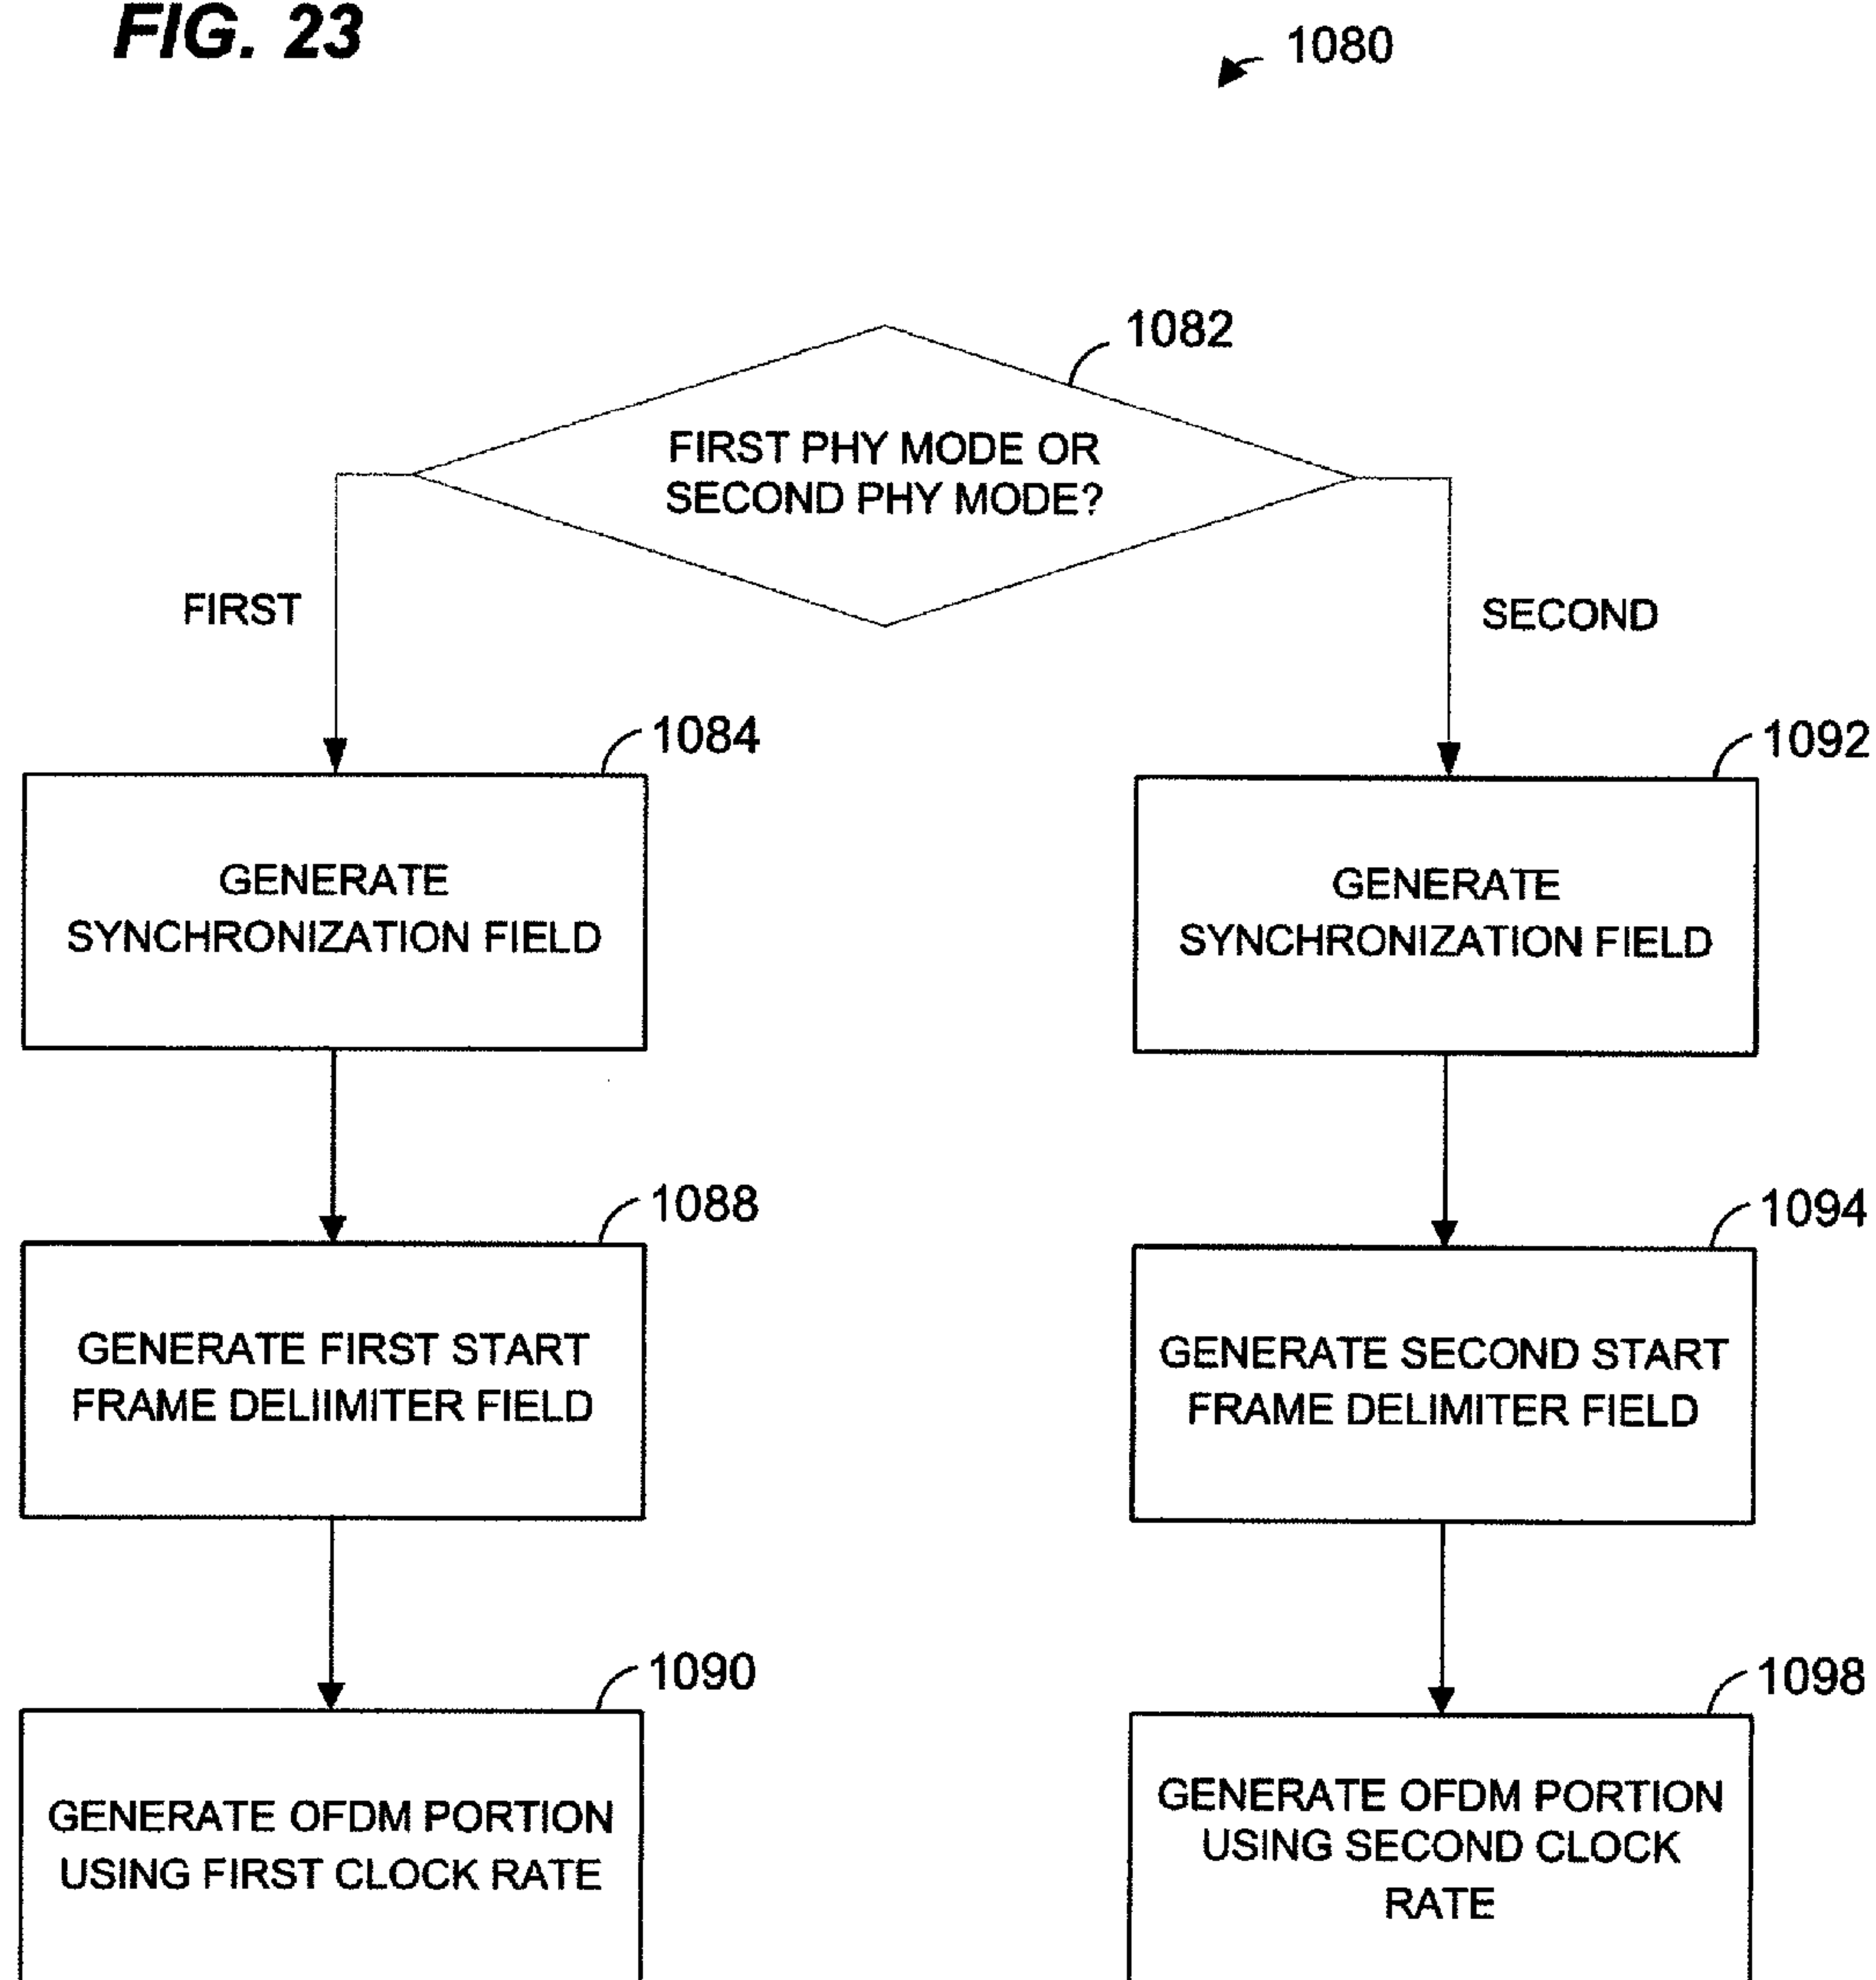 FIG. 23
1080
1082
FIRST PHY MODE OR
SECOND PHY MODE?
FIRST
SECOND
1084
GENERATE
SYNCHRONIZATION FIELD
1092
GENERATE
SYNCHRONIZATION FIELD
1088
GENERATE FIRST START
FRAME DELIIMITER FIELD
1094
GENERATE SECOND START
FRAME DELIMITER FIELD
1090
GENERATE OFDM PORTION
USING FIRST CLOCK RATE
1098
GENERATE OFDM PORTION
USING SECOND CLOCK
RATE